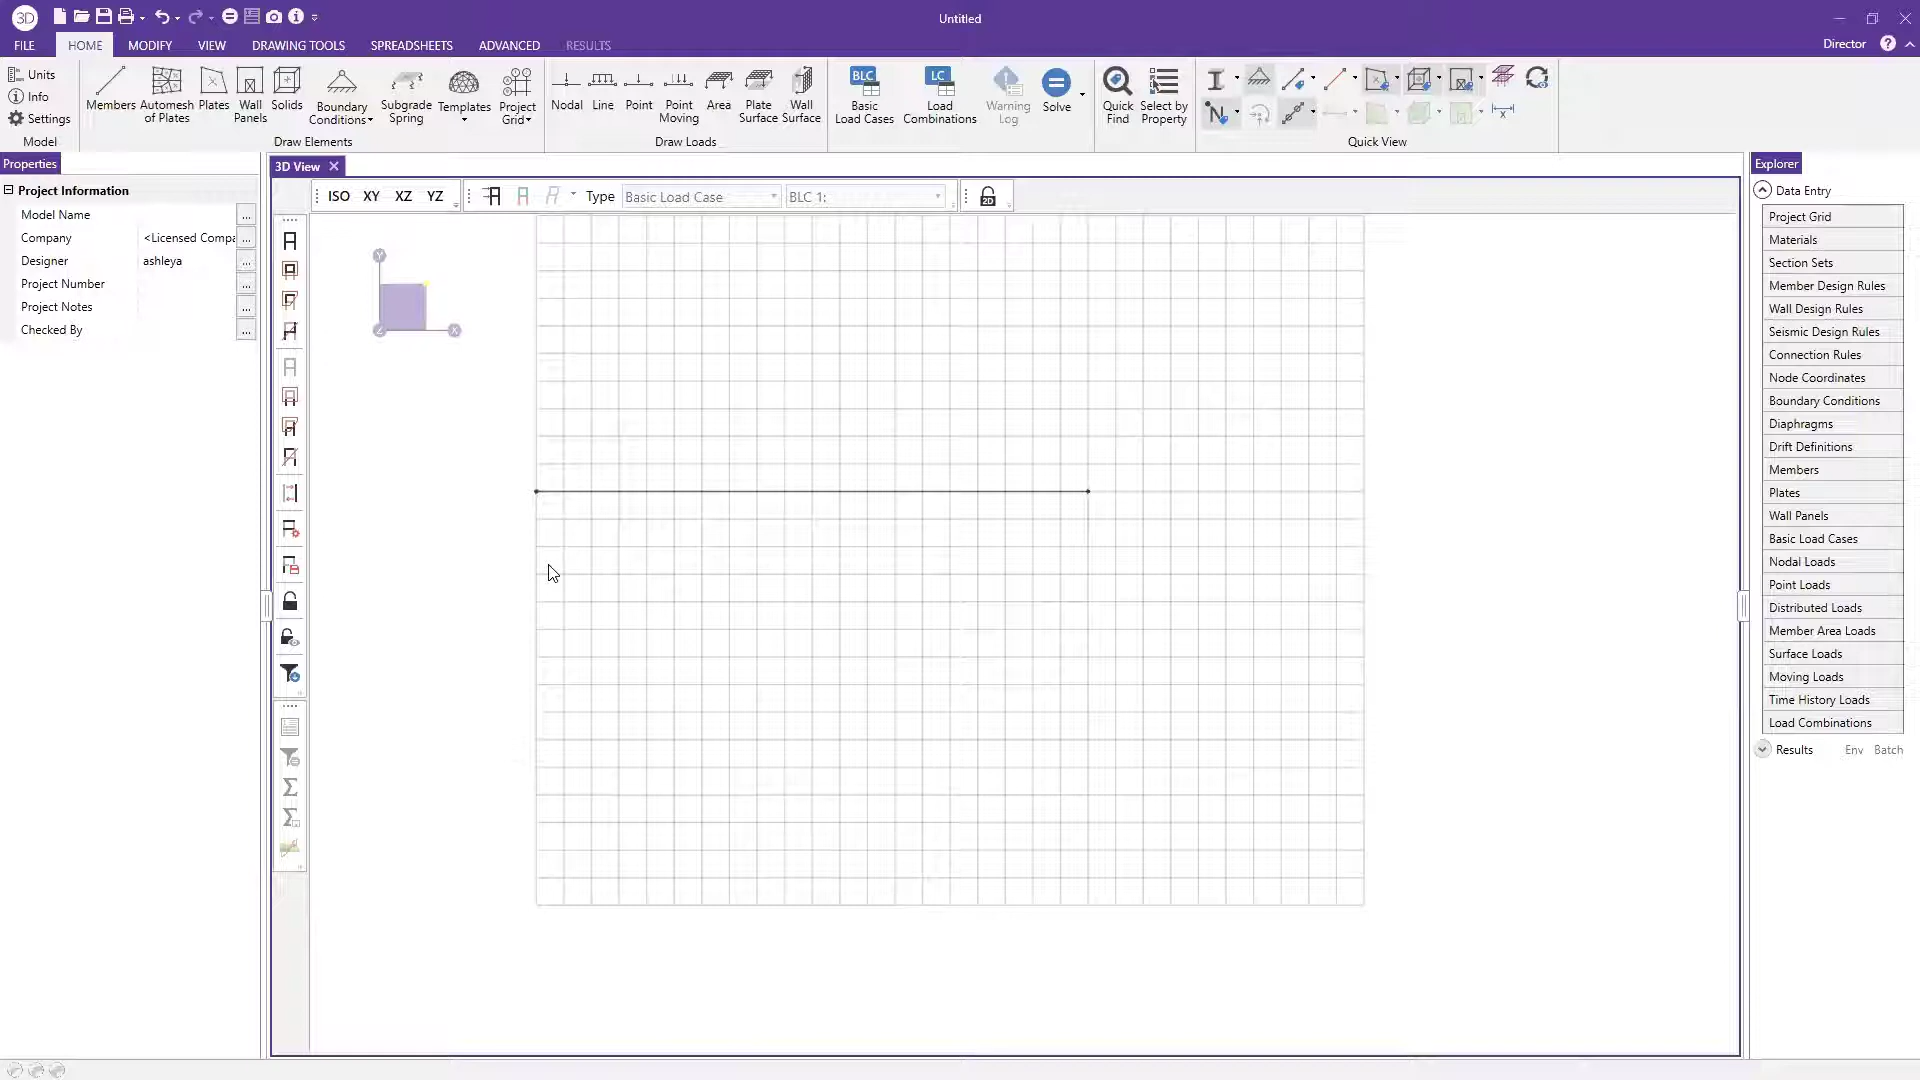 3D
Untitled
FILE
HOME
MODIFY
VIEW
DRAWING TOOLS
SPREADSHEETS
ADVANCED
RESULTS
Director
Units
Info
Settings
Model
Members
Automesh
of Plates
Plates
Wall
Panels
Solids
Boundary
Conditions
Subgrade
Spring
Templates
Project
Grid
Draw Elements
Nodal
Line
Point
Point
Moving
Area
Plate
Surface
Wall
Surface
Draw Loads
BLC
Basic
Load Cases
LC
Load
Combinations
Warning
Log
Solve
Quick
Find
Select by
Property
N
Quick View
Properties
Project Information
Model Name ...
Company <Licensed Compa ...
Designer ashleya ...
Project Number ...
Project Notes ...
Checked By ...
3D View
ISO XY XZ YZ
Type Basic Load Case BLC 1:
2D
Y
Z X
Explorer
Data Entry
Project Grid
Materials
Section Sets
Member Design Rules
Wall Design Rules
Seismic Design Rules
Connection Rules
Node Coordinates
Boundary Conditions
Diaphragms
Drift Definitions
Members
Plates
Wall Panels
Basic Load Cases
Nodal Loads
Point Loads
Distributed Loads
Member Area Loads
Surface Loads
Moving Loads
Time History Loads
Load Combinations
Results Env Batch